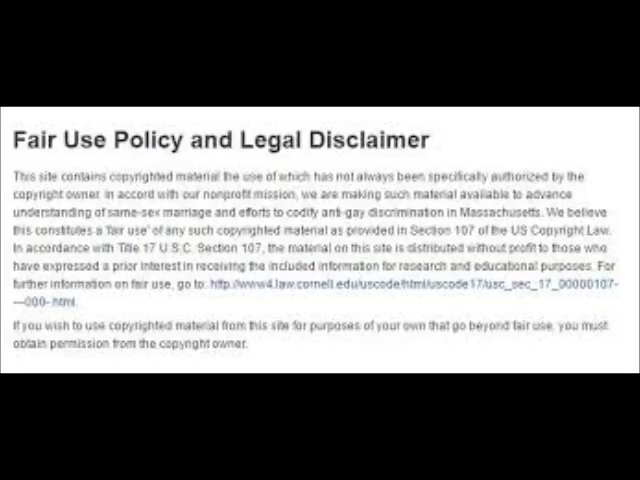 Fair Use Policy and Legal Disclaimer
This site contains copyrighted material the use of which has not always been specifically authorized by the
copyright owner. In accord with our nonprofit mission, we are making such material available to advance
understanding of same-sex marriage and efforts to codify anti-gay discrimination in Massachusetts. We believe
this constitutes a 'fair use' of any such copyrighted material as provided in Section 107 of the US Copyright Law.
In accordance with Title 17 U.S.C. Section 107, the material on this site is distributed without profit to those who
have expressed a prior interest in receiving the included information for research and educational purposes. For
further information on fair use, go to: http://www4.law.cornell.edu/uscode/html/uscode17/usc_sec_17_00000107-
---000-.html.
If you wish to use copyrighted material from this site for purposes of your own that go beyond fair use, you must
obtain permission from the copyright owner.